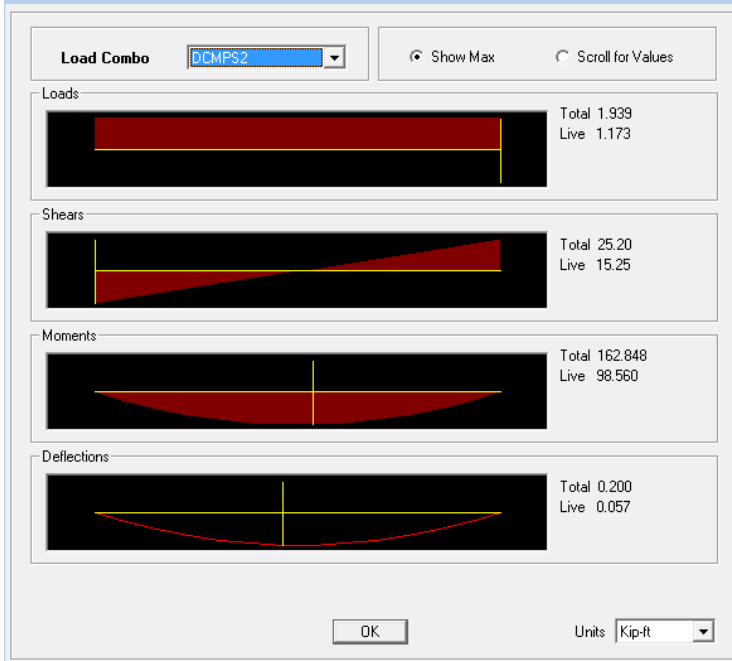 Load Combo DCMPS2 Show Max Scroll for Values
Loads
Total 1.939
Live 1.173
Shears
Total 25.20
Live 15.25
Moments
Total 162.848
Live 98.560
Deflections
Total 0.200
Live 0.057
OK Units Kip-ft